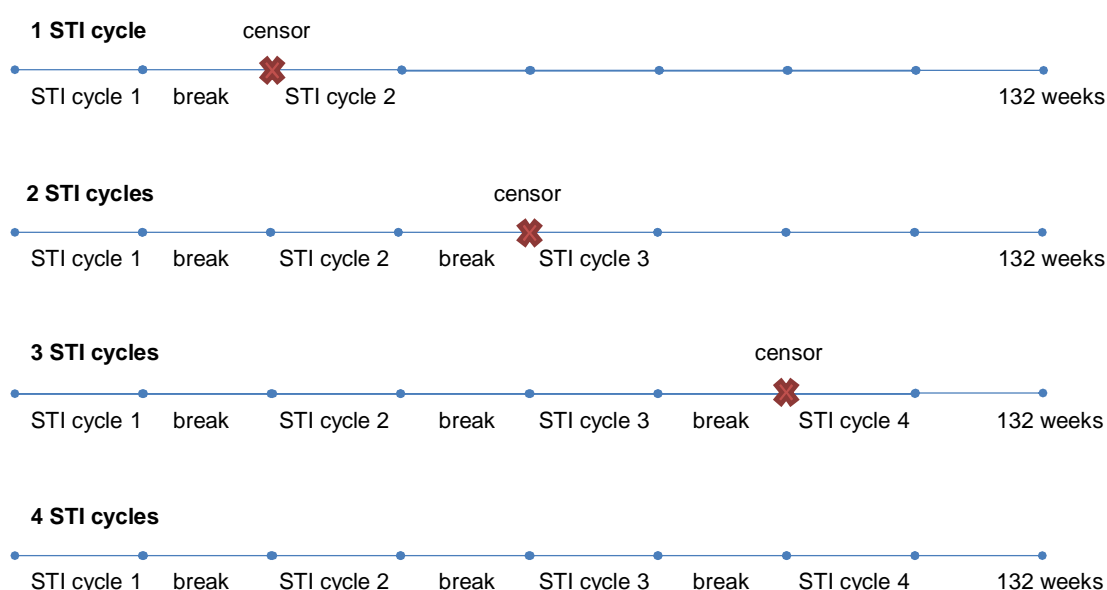 1 STI cycle censor
STI cycle 1 break STI cycle 2 132 weeks
2 STI cycles censor
STI cycle 1 break STI cycle 2 break STI cycle 3 132 weeks
3 STI cycles censor
STI cycle 1 break STI cycle 2 break STI cycle 3 break STI cycle 4 132 weeks
4 STI cycles
STI cycle 1 break STI cycle 2 break STI cycle 3 break STI cycle 4 132 weeks